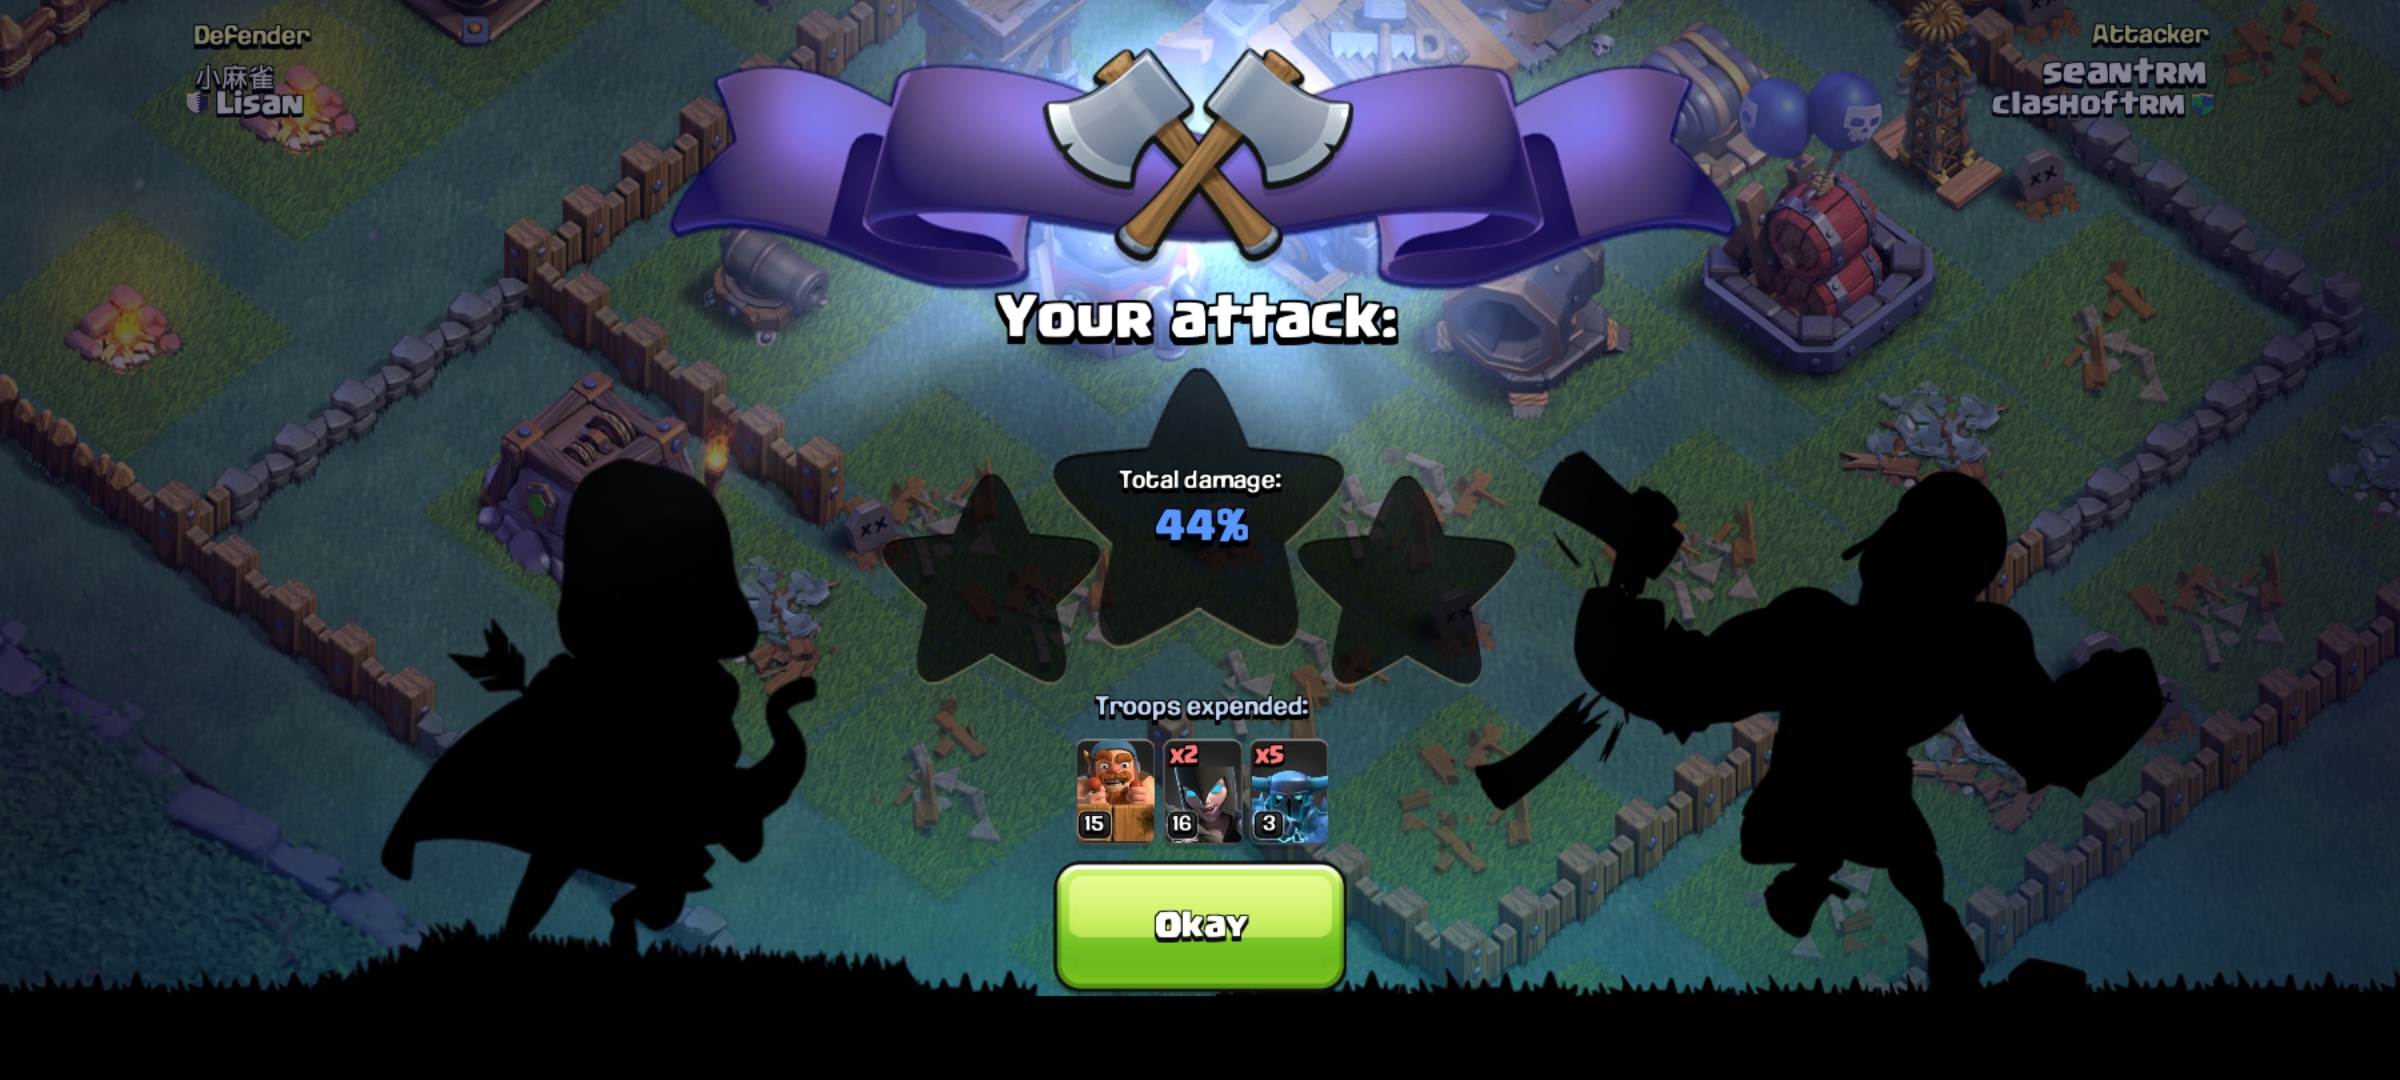 Defender
小麻雀
Lisan
Attacker
seantRM
clashoftRM
Your attack:
Total damage:
44%
Troops expended:
x2
x5
15
16
3
Okay